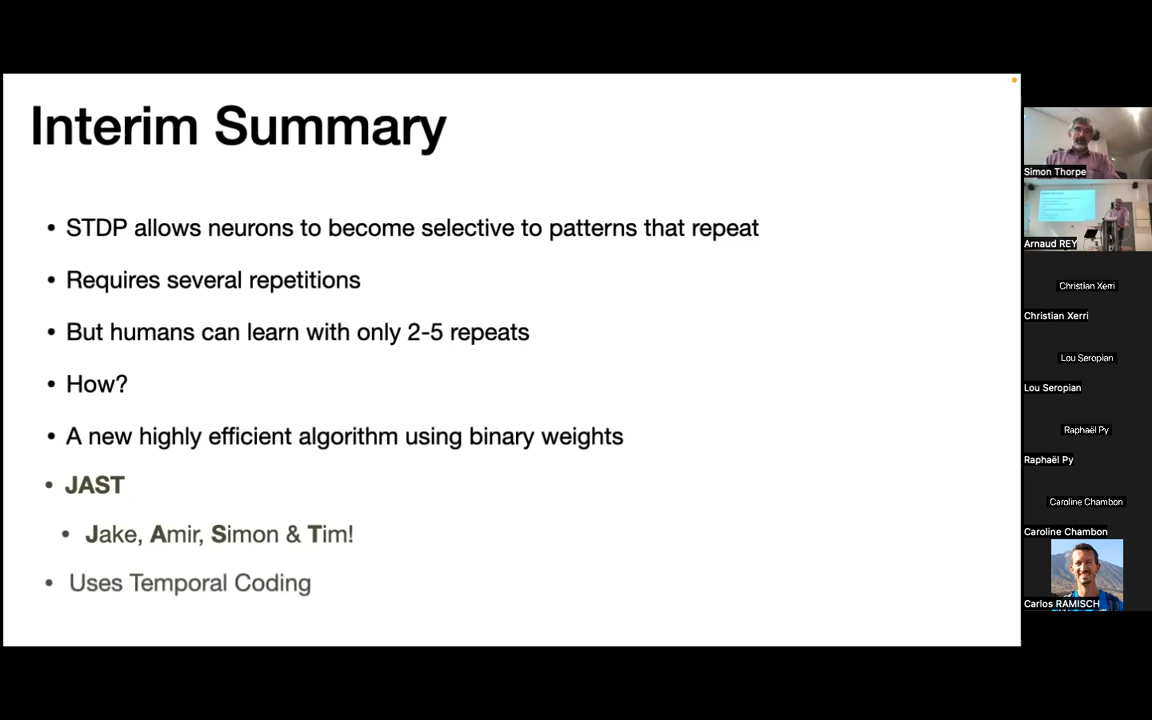 Interim Summary
• STDP allows neurons to become selective to patterns that repeat
• Requires several repetitions
• But humans can learn with only 2-5 repeats
• How?
• A new highly efficient algorithm using binary weights
• JAST
• Jake, Amir, Simon & Tim!
• Uses Temporal Coding
Simon Thorpe
Arnaud REY
Christian Xerri
Christian Xerri
Lou Seropian
Lou Seropian
Raphaël Py
Raphaël Py
Caroline Chambon
Caroline Chambon
Carlos RAMISCH